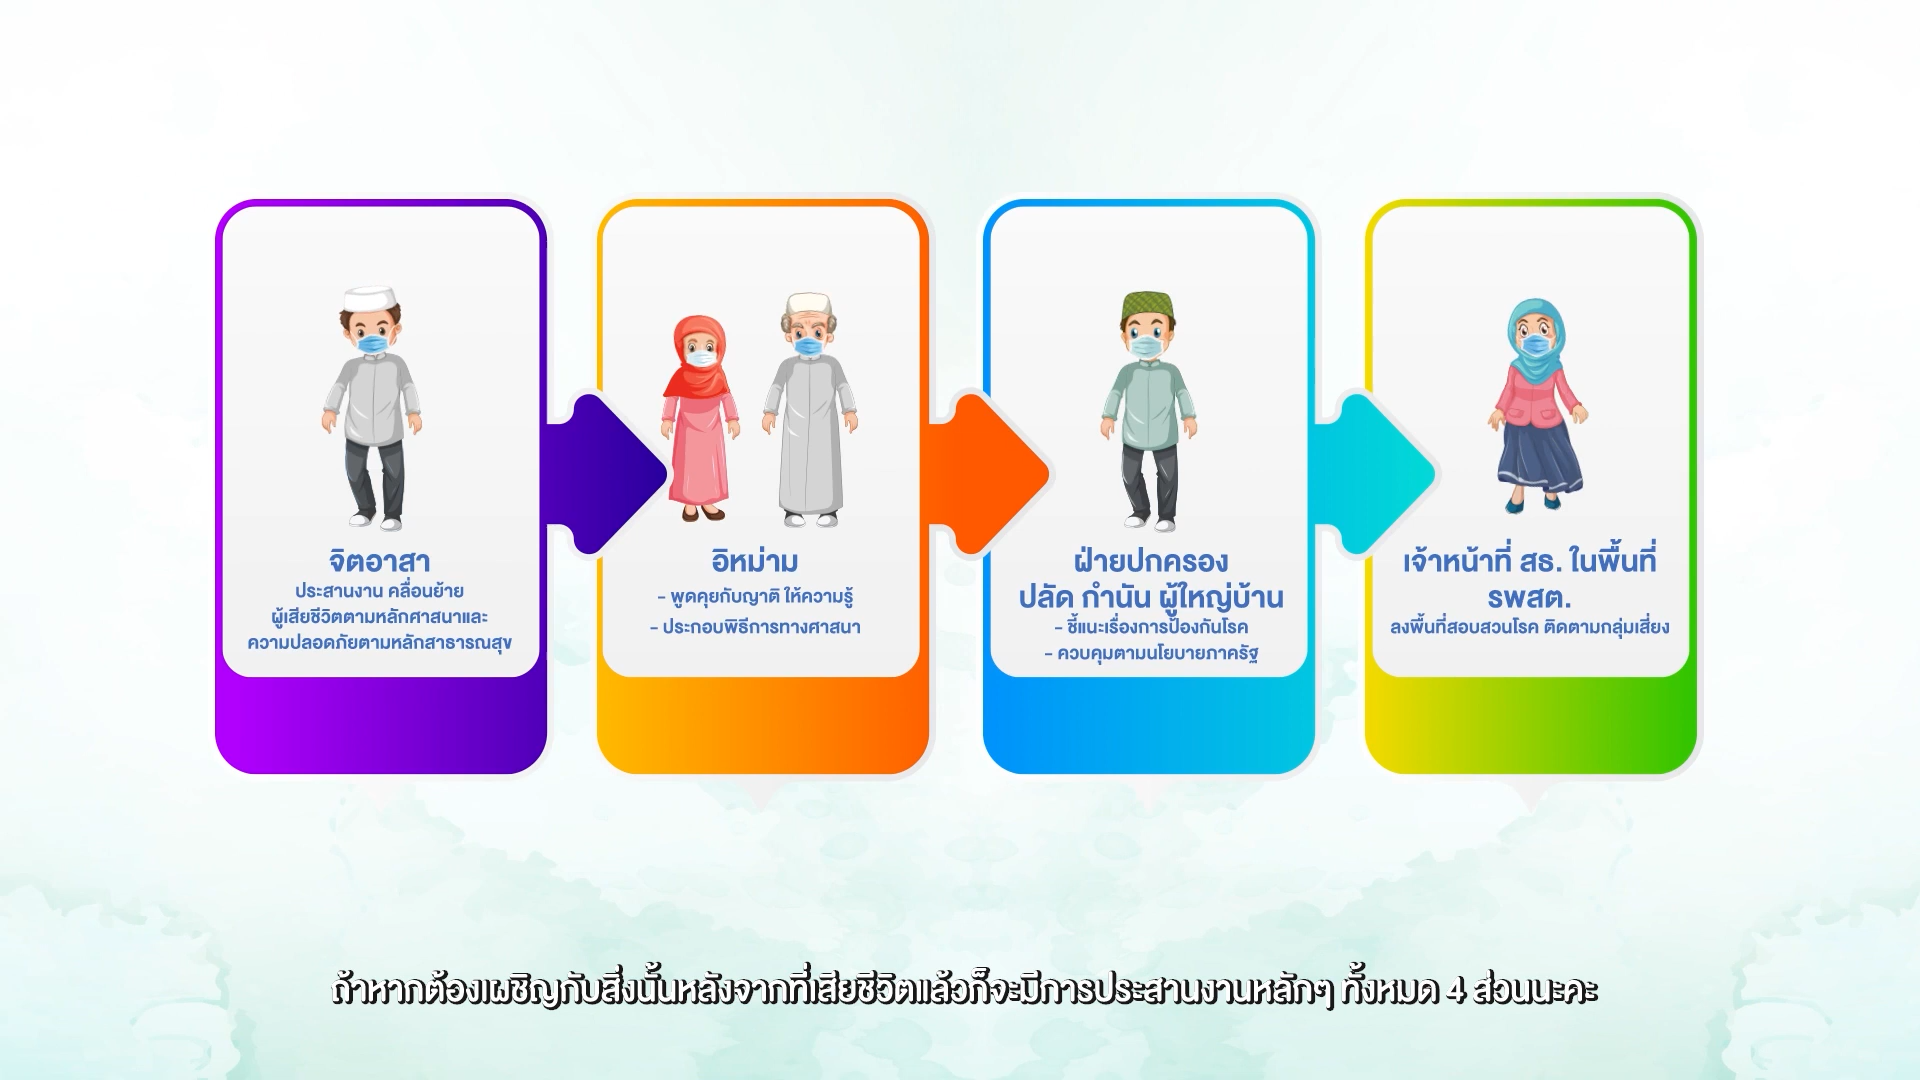 จิตอาสา
ประสานงาน คลื่อนย้าย
ผู้เสียชีวิตตามหลักศาสนาและ
ความปลอดภัยตามหลักสาธารณสุข
อิหม่าม
- พูดคุยกับญาติ ให้ความรู้
- ประกอบพิธีการทางศาสนา
ฝ่ายปกครอง
ปลัด กำนัน ผู้ใหญ่บ้าน
- ชี้แนะเรื่องการป้องกันโรค
- ควบคุมตามนโยบายภาครัฐ
เจ้าหน้าที่ สธ. ในพื้นที่
รพสต.
ลงพื้นที่สอบสวนโรค ติดตามกลุ่มเสี่ยง
ถ้าหากต้องเผชิญกับสิ่งนั้นหลังจากที่เสียชีวิตแล้วก็จะมีการประสานงานหลักๆ ทั้งหมด 4 ส่วนนะคะ